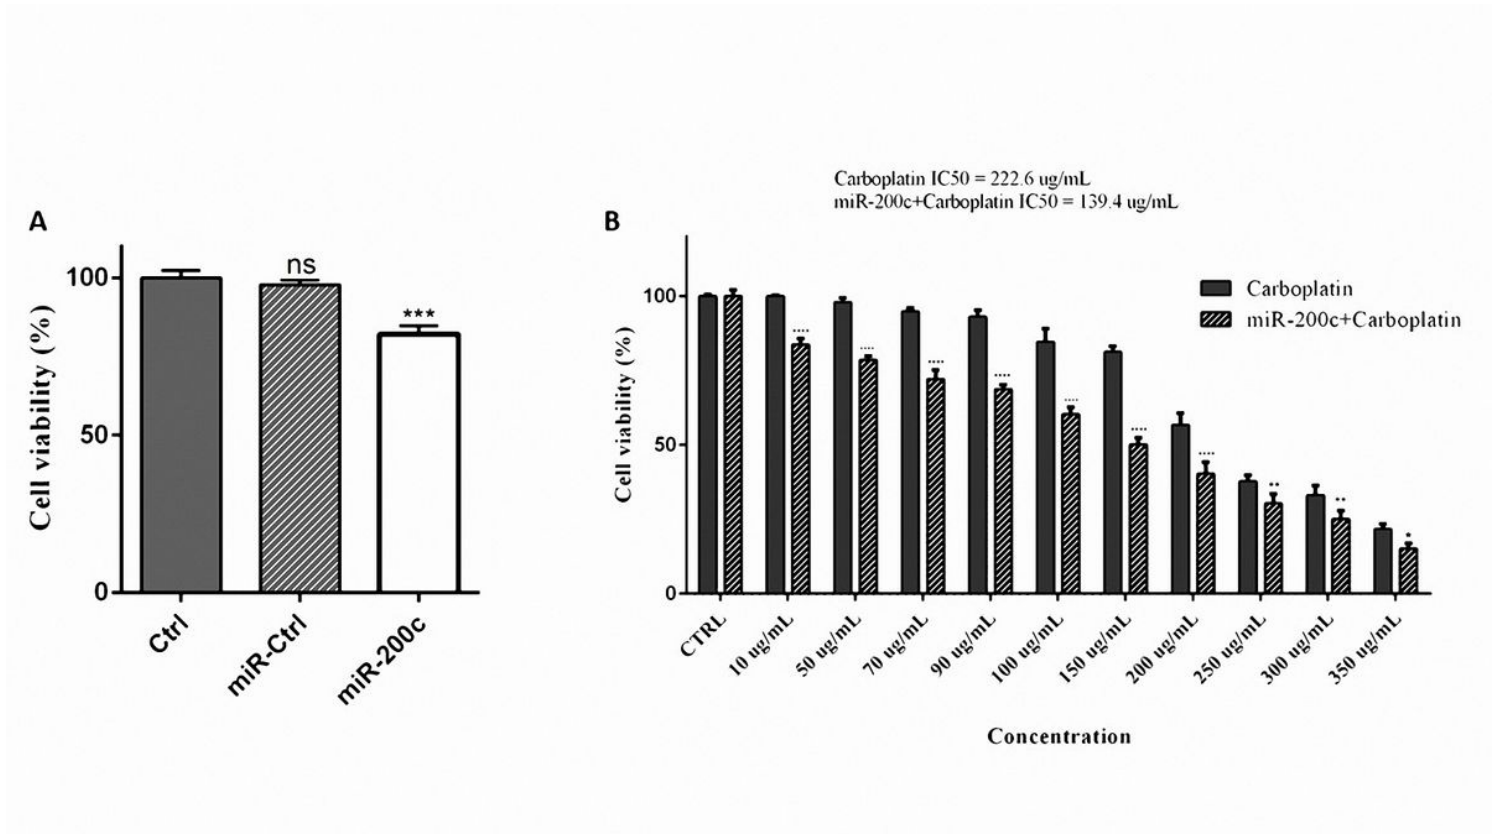 A
Cell viability (%)
100
50
0
ns
***
Ctrl
miR-Ctrl
miR-200c
B
Carboplatin IC50 = 222.6 ug/mL
miR-200c+Carboplatin IC50 = 139.4 ug/mL
Cell viability (%)
100
50
0
Carboplatin
miR-200c+Carboplatin
****
****
****
****
****
****
****
**
**
*
CTRL
10 ug/mL
50 ug/mL
70 ug/mL
90 ug/mL
100 ug/mL
150 ug/mL
200 ug/mL
250 ug/mL
300 ug/mL
350 ug/mL
Concentration